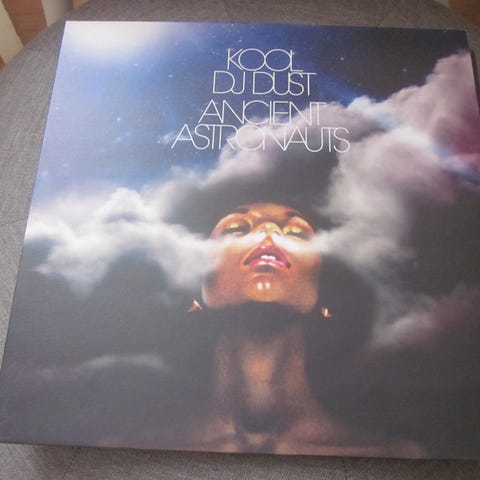 KOOL
DJ DUST
ANCIENT
ASTRONAUTS